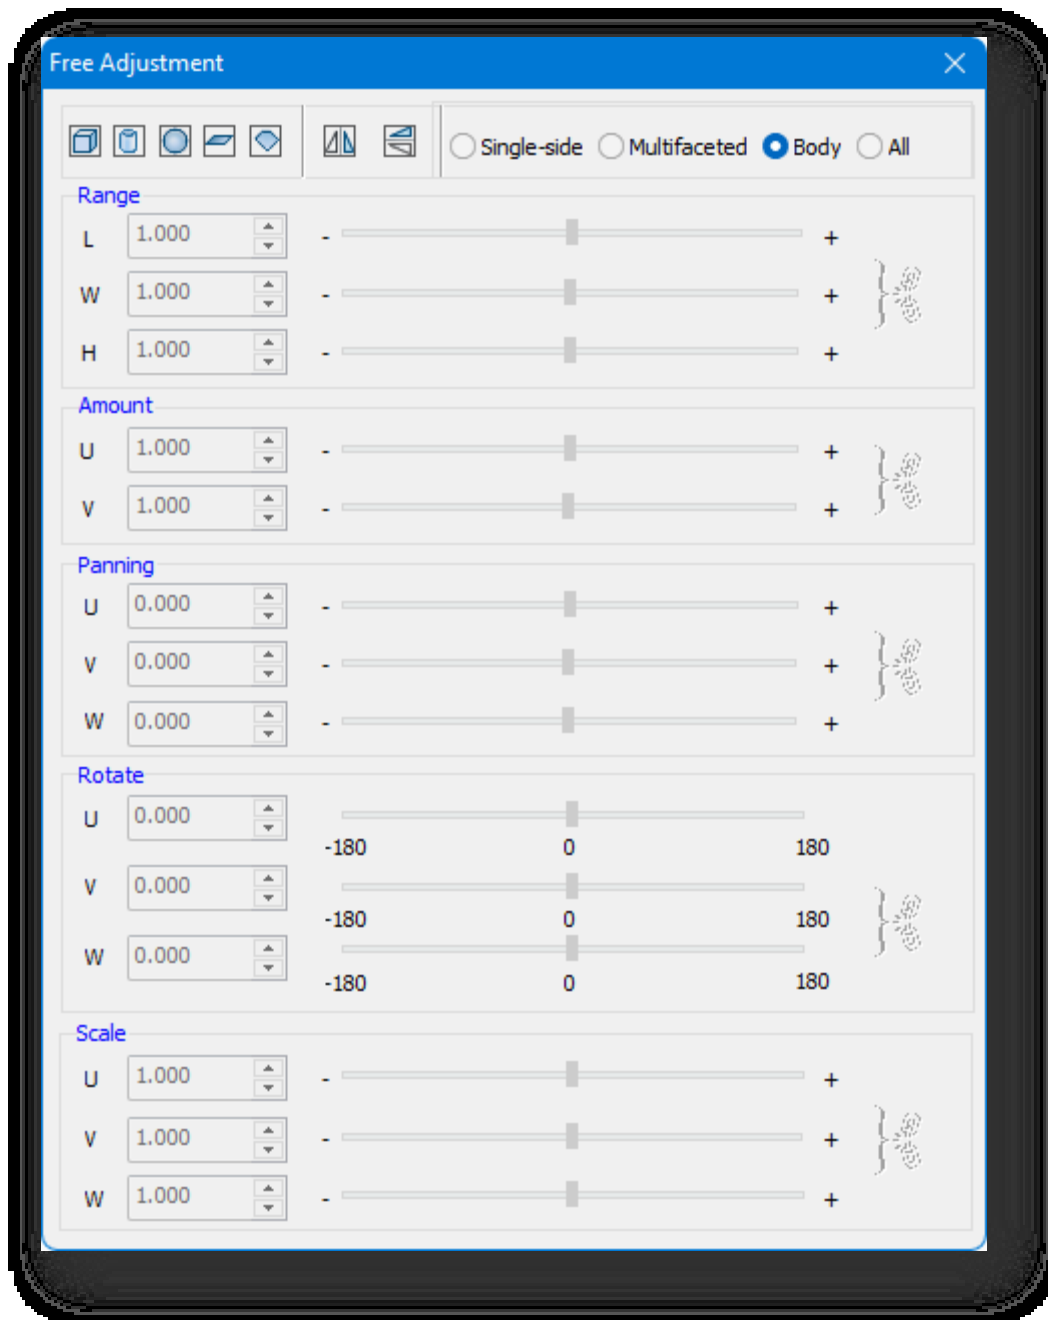 Free Adjustment
Single-side Multifaceted Body All
Range
L 1.000 - +
W 1.000 - +
H 1.000 - +
Amount
U 1.000 - +
V 1.000 - +
Panning
U 0.000 - +
V 0.000 - +
W 0.000 - +
Rotate
U 0.000
-180 0 180
V 0.000
-180 0 180
W 0.000
-180 0 180
Scale
U 1.000 - +
V 1.000 - +
W 1.000 - +